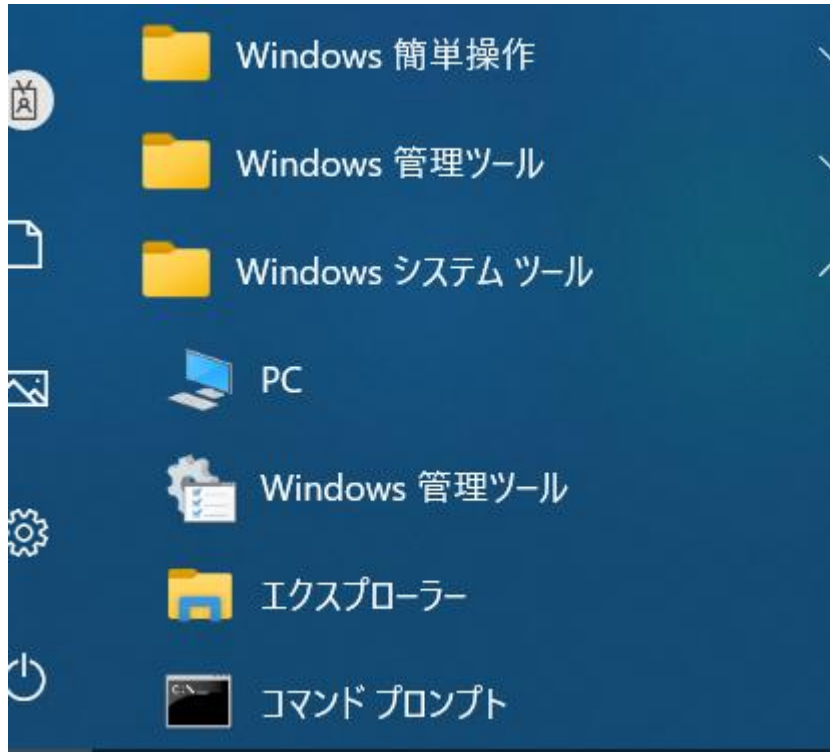 Windows 簡単操作
Windows 管理ツール
Windows システム ツール
PC
Windows 管理ツール
エクスプローラー
コマンド プロンプト